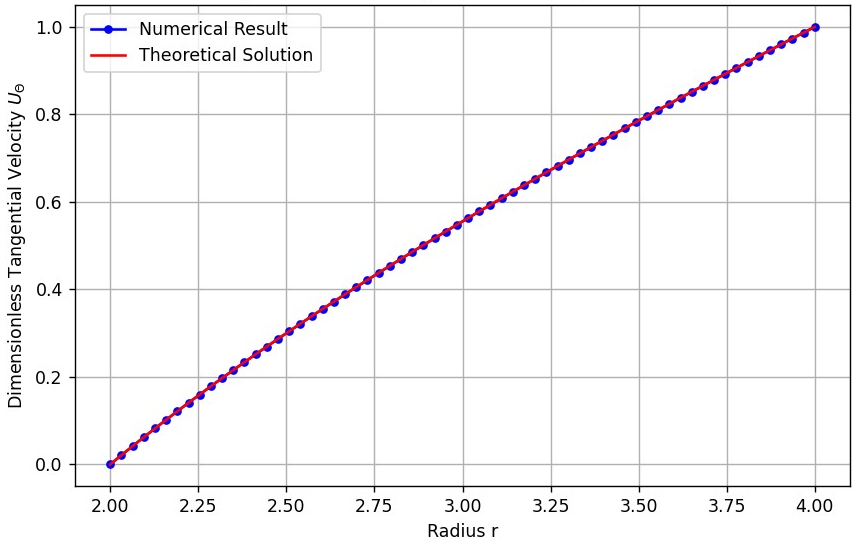 Numerical Result
Theoretical Solution
Dimensionless Tangential Velocity U_Θ
1.0
0.8
0.6
0.4
0.2
0.0
2.00 2.25 2.50 2.75 3.00 3.25 3.50 3.75 4.00
Radius r